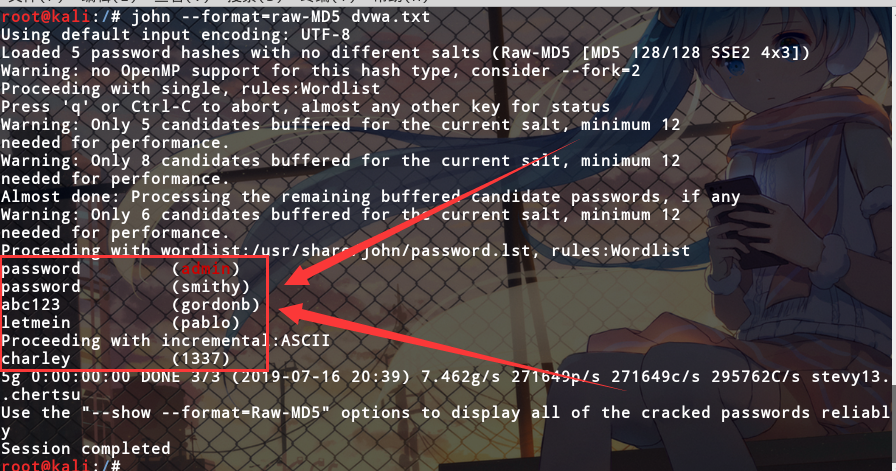 root@kali:/# john --format=raw-MD5 dvwa.txt
Using default input encoding: UTF-8
Loaded 5 password hashes with no different salts (Raw-MD5 [MD5 128/128 SSE2 4x3])
Warning: no OpenMP support for this hash type, consider --fork=2
Proceeding with single, rules:Wordlist
Press 'q' or Ctrl-C to abort, almost any other key for status
Warning: Only 5 candidates buffered for the current salt, minimum 12
needed for performance.
Warning: Only 8 candidates buffered for the current salt, minimum 12
needed for performance.
Almost done: Processing the remaining buffered candidate passwords, if any
Warning: Only 6 candidates buffered for the current salt, minimum 12
needed for performance.
Proceeding with wordlist:/usr/share/john/password.lst, rules:Wordlist
password (admin)
password (smithy)
abc123 (gordonb)
letmein (pablo)
Proceeding with incremental:ASCII
charley (1337)
5g 0:00:00:00 DONE 3/3 (2019-07-16 20:39) 7.462g/s 271649p/s 271649c/s 295762C/s stevy13.
.chertsu
Use the "--show --format=Raw-MD5" options to display all of the cracked passwords reliabl
y
Session completed
root@kali:/#